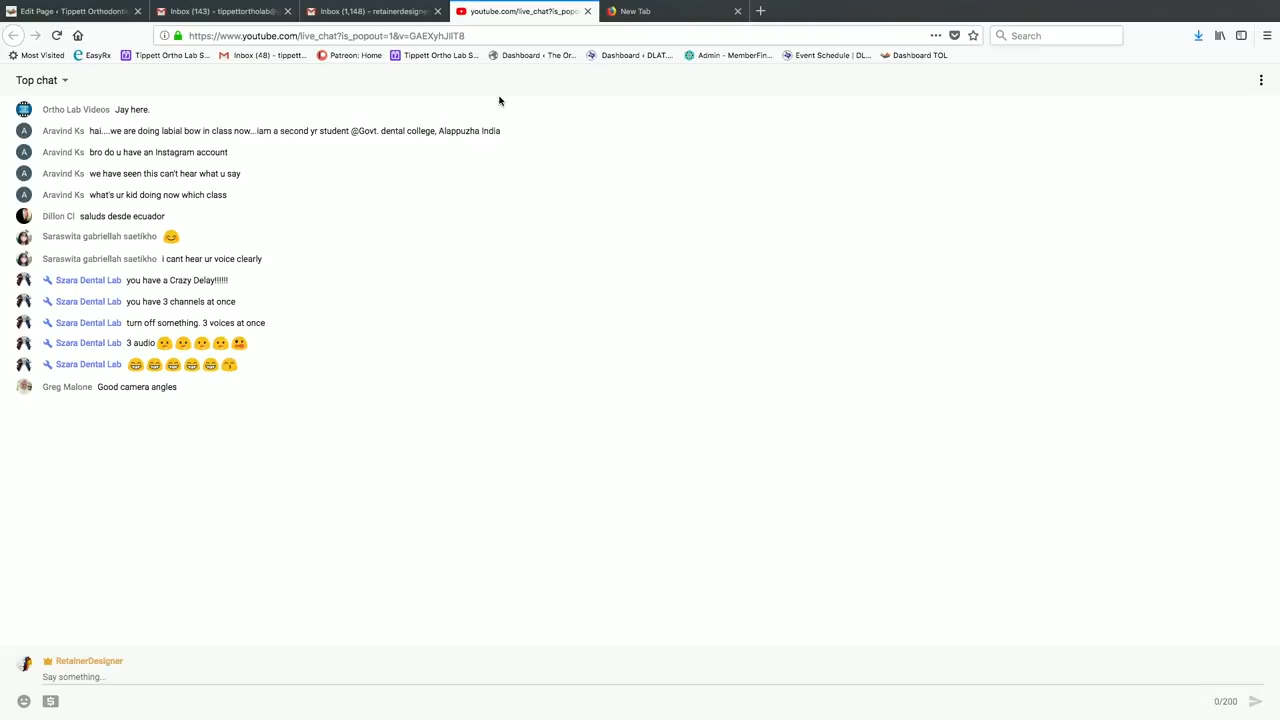 Edit Page ‹ Tippett Orthodonti
Inbox (143) - tippettortholab@
Inbox (1,148) - retainerdesigne
youtube.com/live_chat?is_popo
New Tab
https://www.youtube.com/live_chat?is_popout=1&v=GAEXyhJIlT8
Search
Most Visited
EasyRx
Tippett Ortho Lab S...
Inbox (48) - tippett...
Patreon: Home
Tippett Ortho Lab S...
Dashboard ‹ The Or...
Dashboard ‹ DLAT....
Admin - MemberFin...
Event Schedule | DL...
Dashboard TOL
Top chat
Ortho Lab Videos Jay here.
A Aravind Ks hai....we are doing labial bow in class now...iam a second yr student @Govt. dental college, Alappuzha India
A Aravind Ks bro do u have an Instagram account
A Aravind Ks we have seen this can't hear what u say
A Aravind Ks what's ur kid doing now which class
Dillon Cl saluds desde ecuador
Saraswita gabriellah saetikho 😊
Saraswita gabriellah saetikho i cant hear ur voice clearly
Szara Dental Lab you have a Crazy Delay!!!!!!
Szara Dental Lab you have 3 channels at once
Szara Dental Lab turn off something. 3 voices at once
Szara Dental Lab 3 audio
Szara Dental Lab
Greg Malone Good camera angles
RetainerDesigner
Say something...
0/200